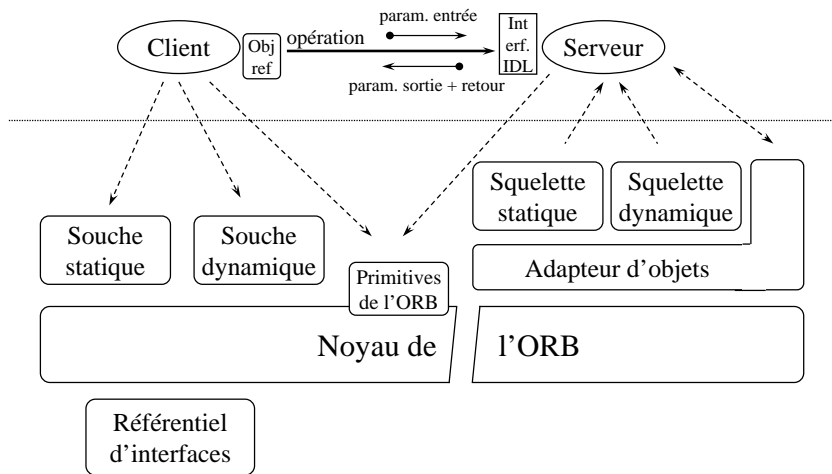 param. entrée
Client
Obj
ref
opération
Int
erf.
IDL
Serveur
param. sortie + retour
Squelette
statique
Squelette
dynamique
Souche
statique
Souche
dynamique
Adapteur d’objets
Primitives
de l’ORB
Noyau de l’ORB
Référentiel
d’interfaces